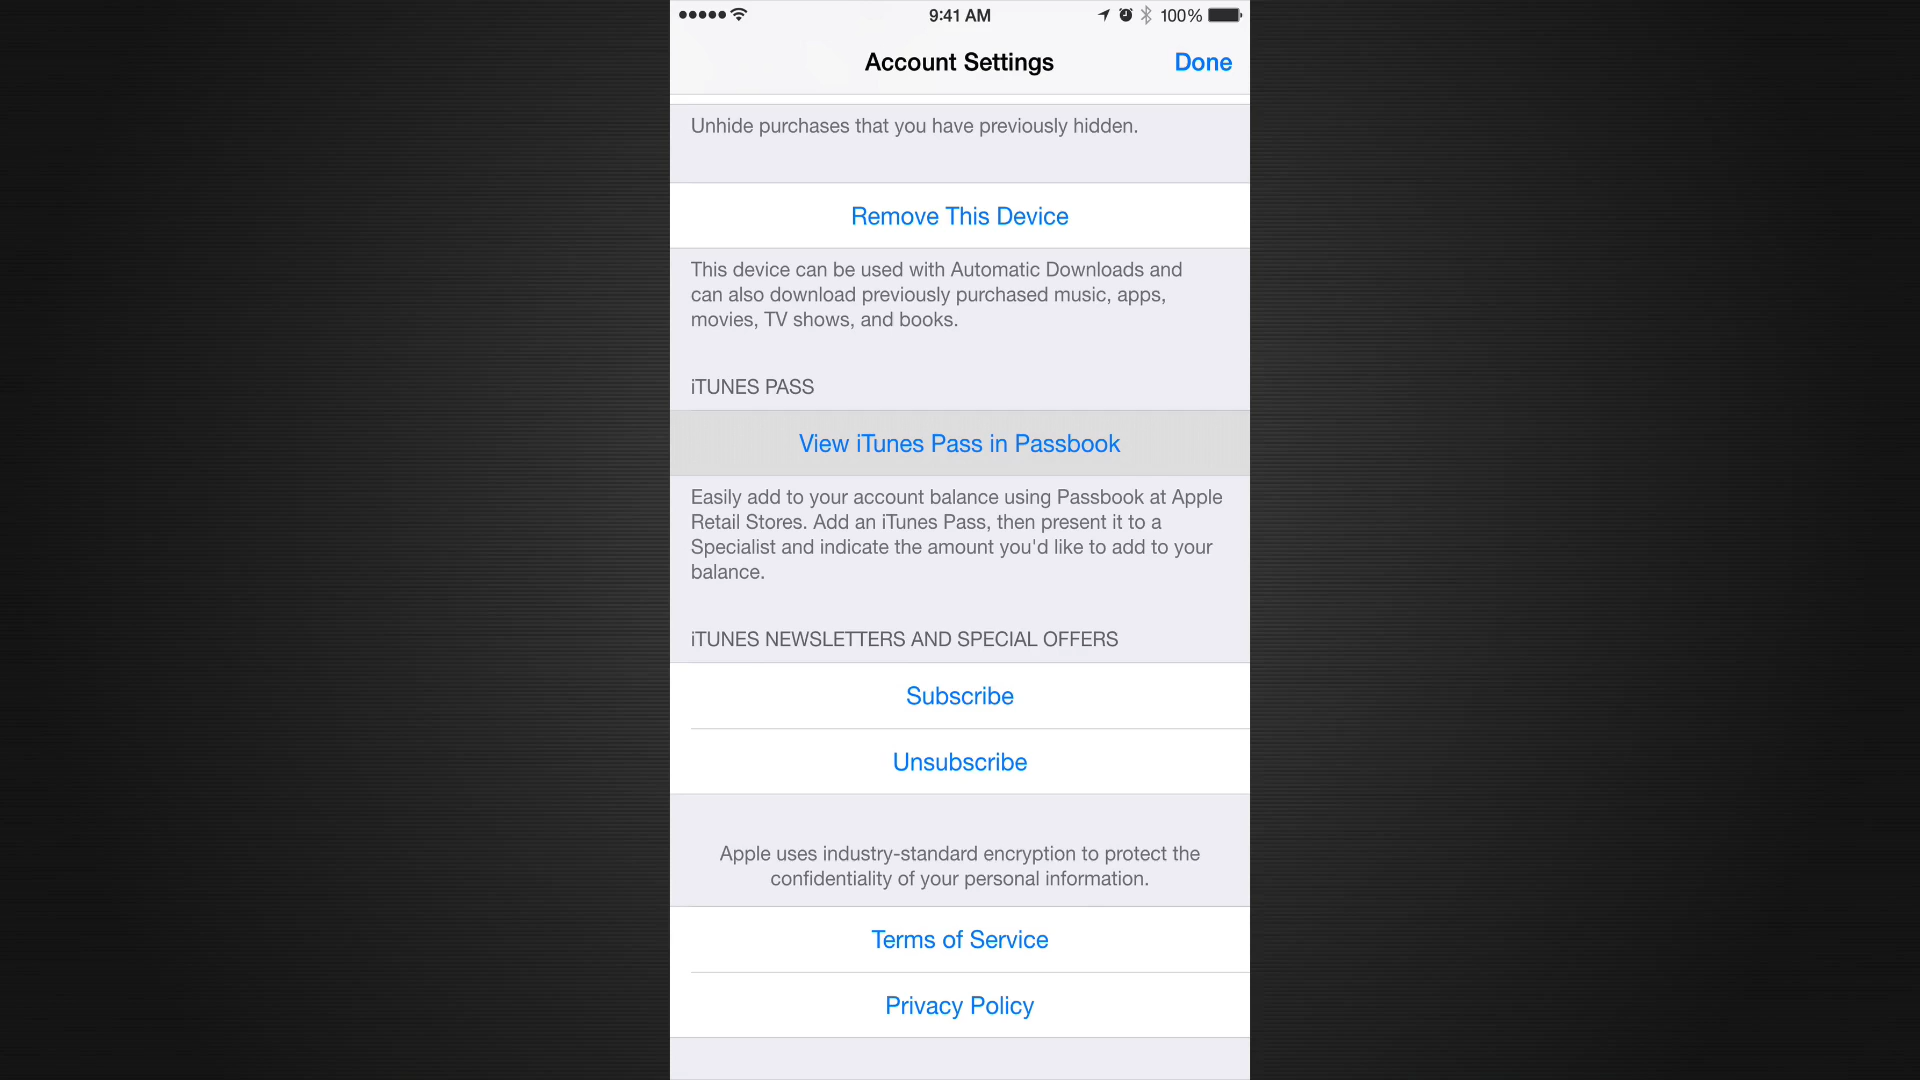 9:41 AM
100%
Account Settings
Done
Unhide purchases that you have previously hidden.
Remove This Device
This device can be used with Automatic Downloads and
can also download previously purchased music, apps,
movies, TV shows, and books.
iTUNES PASS
View iTunes Pass in Passbook
Easily add to your account balance using Passbook at Apple
Retail Stores. Add an iTunes Pass, then present it to a
Specialist and indicate the amount you'd like to add to your
balance.
iTUNES NEWSLETTERS AND SPECIAL OFFERS
Subscribe
Unsubscribe
Apple uses industry-standard encryption to protect the
confidentiality of your personal information.
Terms of Service
Privacy Policy